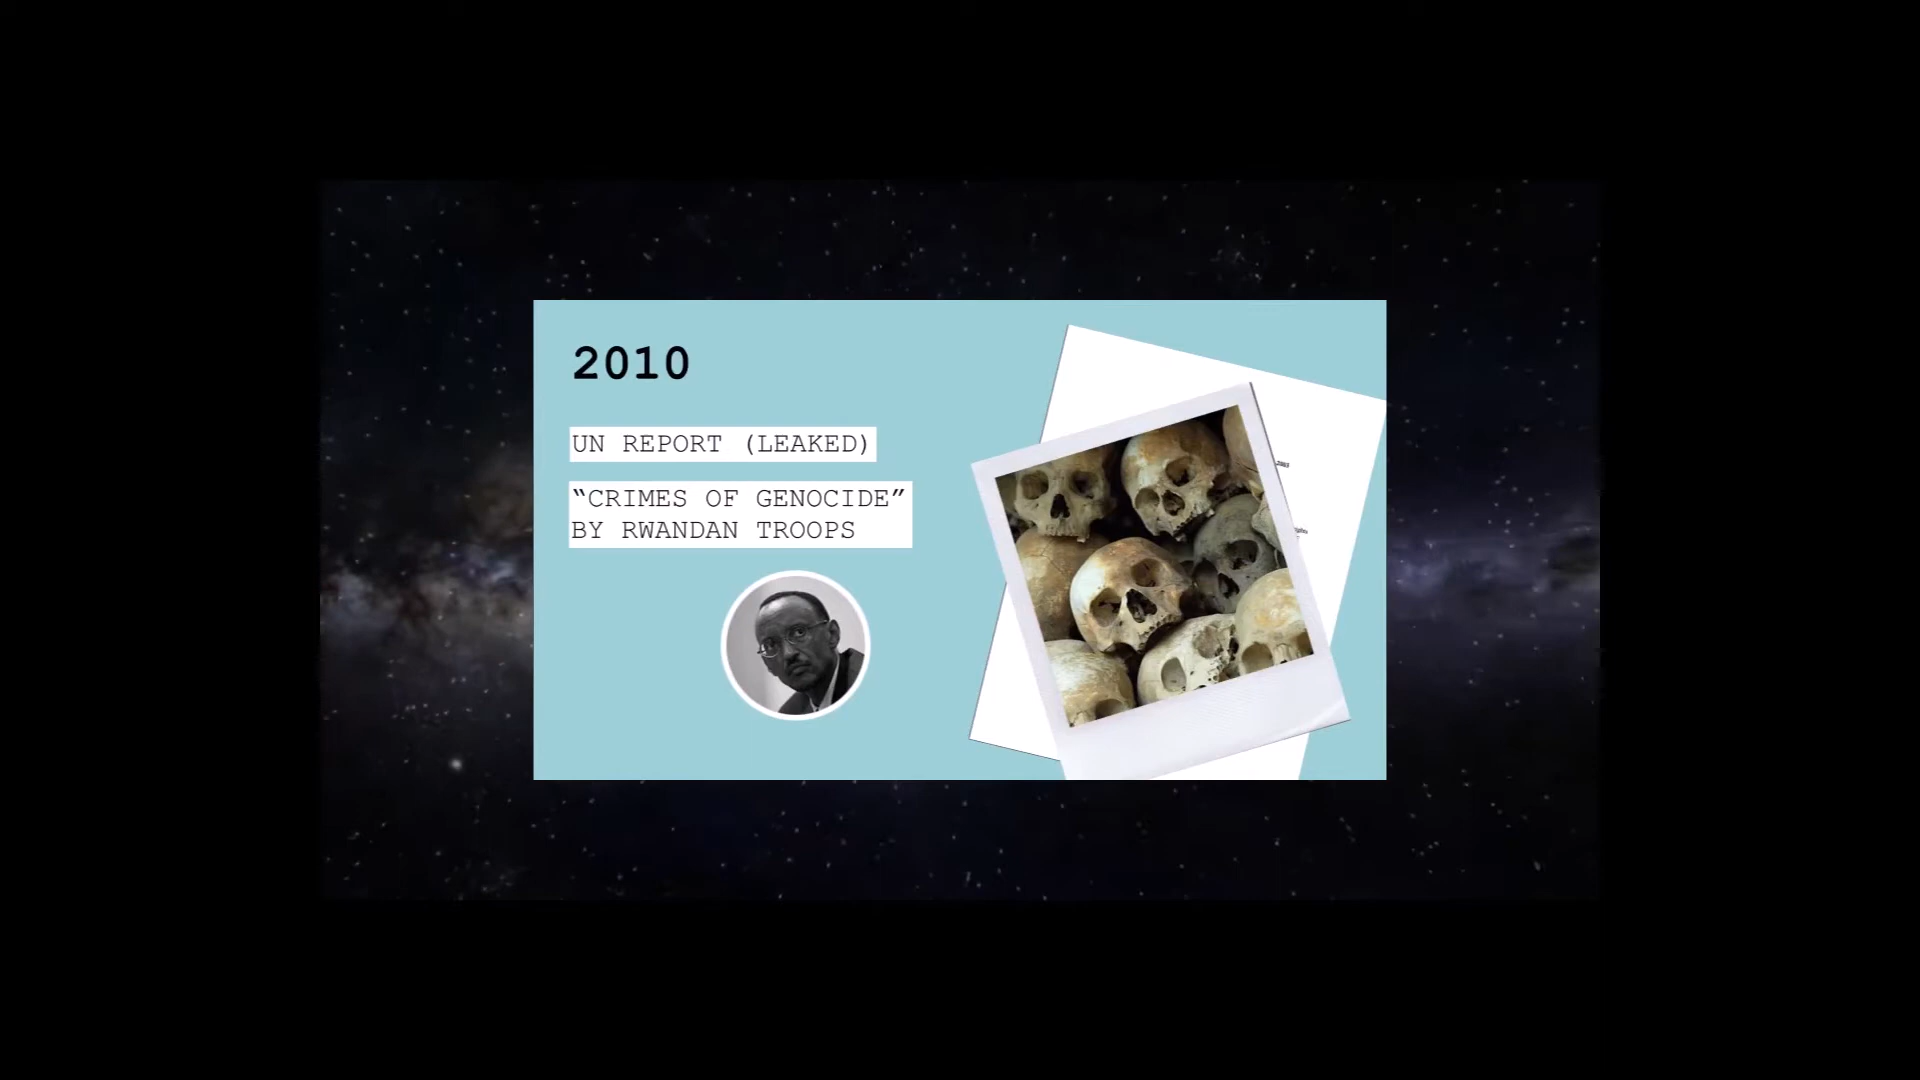 2010
UN REPORT (LEAKED)
“CRIMES OF GENOCIDE”
BY RWANDAN TROOPS